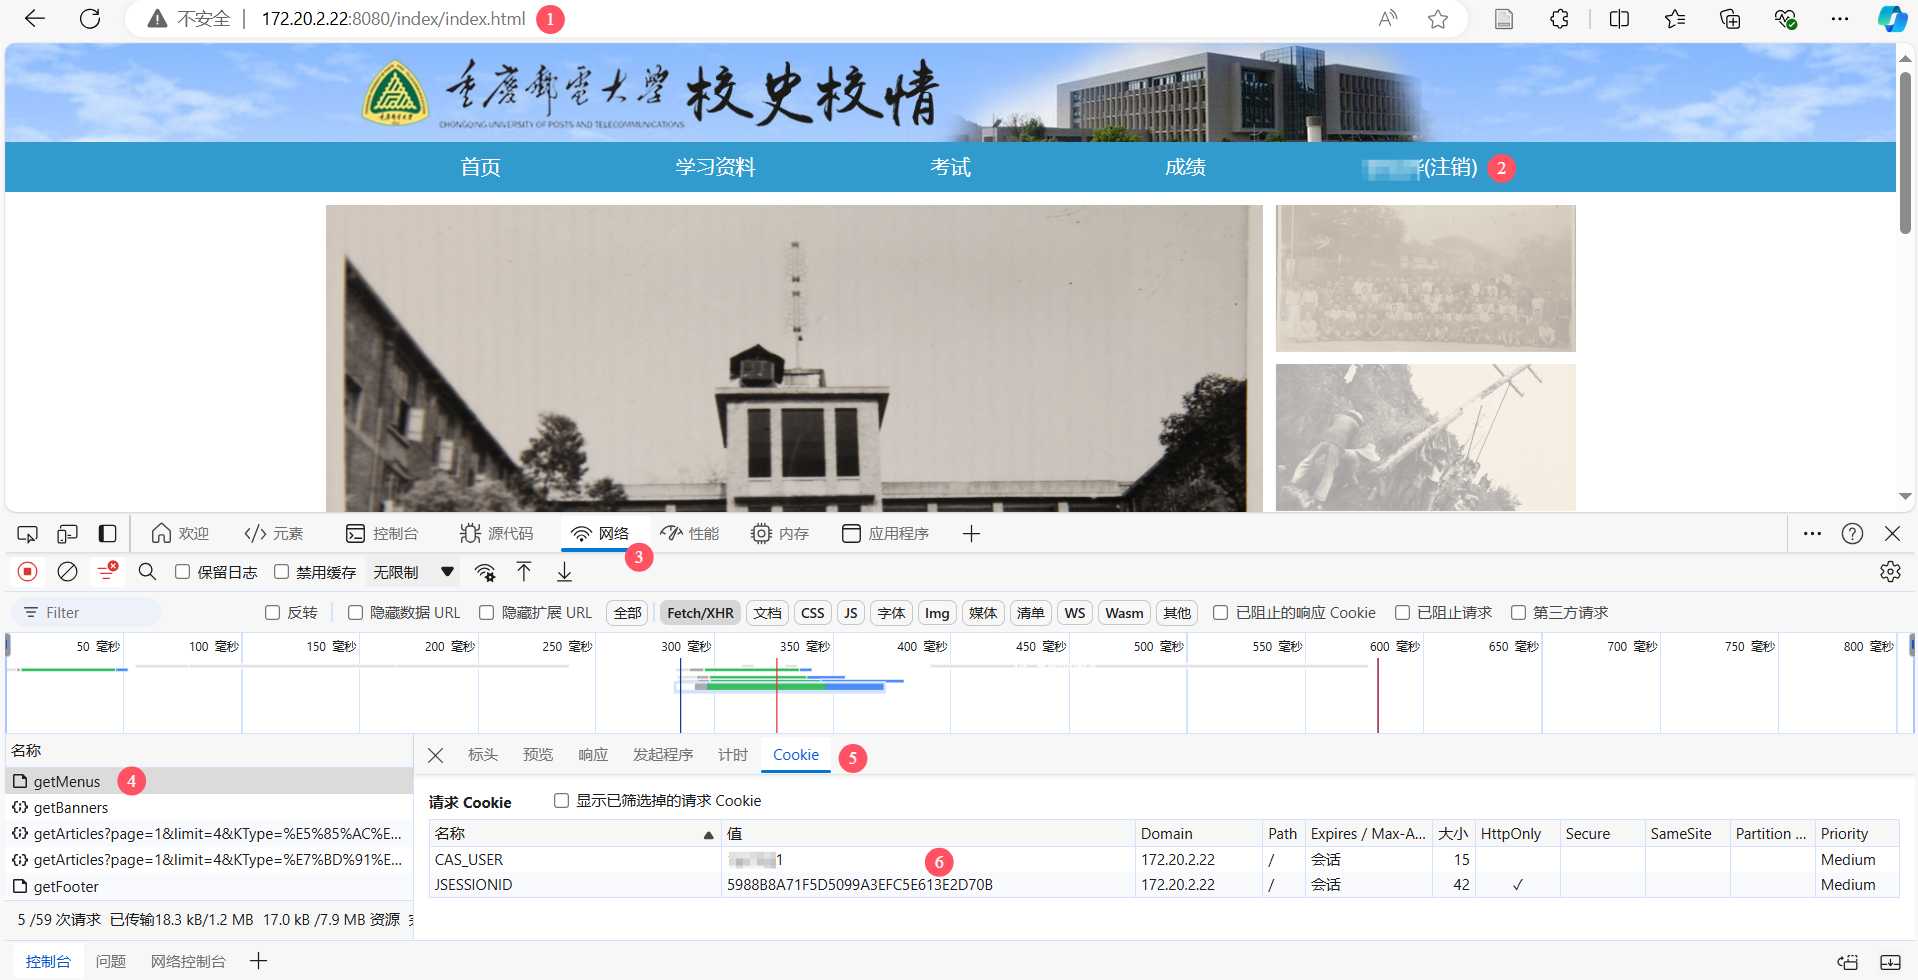 不安全 172.20.2.22:8080/index/index.html 1
重慶郵電大學 校史校情
CHONGQING UNIVERSITY OF POSTS AND TELECOMMUNICATIONS
首页 学习资料 考试 成绩 (注销) 2
欢迎 元素 控制台 源代码 网络 性能 内存 应用程序
3
保留日志 禁用缓存 无限制
Filter 反转 隐藏数据 URL 隐藏扩展 URL 全部 Fetch/XHR 文档 CSS JS 字体 Img 媒体 清单 WS Wasm 其他 已阻止的响应 Cookie 已阻止请求 第三方请求
50 毫秒 100 毫秒 150 毫秒 200 毫秒 250 毫秒 300 毫秒 350 毫秒 400 毫秒 450 毫秒 500 毫秒 550 毫秒 600 毫秒 650 毫秒 700 毫秒 750 毫秒 800 毫秒
名称
getMenus 4
getBanners
getArticles?page=1&limit=4&KType=%E5%85%AC%E...
getArticles?page=1&limit=4&KType=%E7%BD%91%E...
getFooter
5 /59 次请求 已传输18.3 kB/1.2 MB 17.0 kB /7.9 MB 资源
标头 预览 响应 发起程序 计时 Cookie 5
请求 Cookie 显示已筛选掉的请求 Cookie
名称 值 Domain Path Expires / Max-A... 大小 HttpOnly Secure SameSite Partition ... Priority
CAS_USER 1 6 172.20.2.22 / 会话 15 Medium
JSESSIONID 5988B8A71F5D5099A3EFC5E613E2D70B 172.20.2.22 / 会话 42 ✓ Medium
控制台 问题 网络控制台